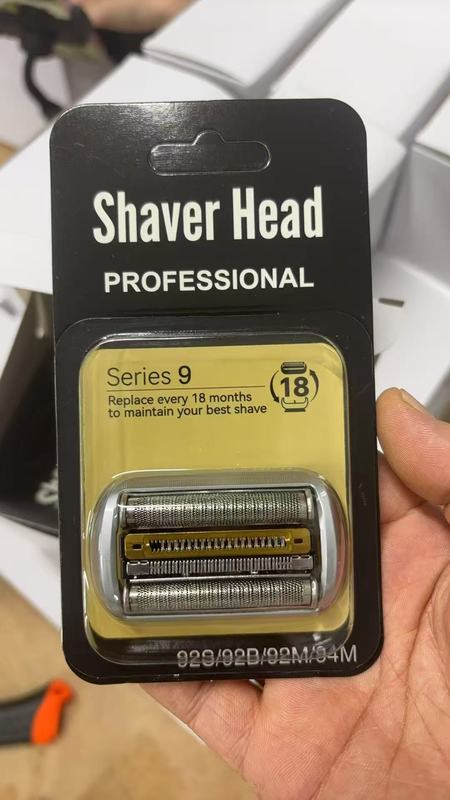 Shaver Head
PROFESSIONAL
Series 9
Replace every 18 months
to maintain your best shave
18
92S/92B/92M/94M